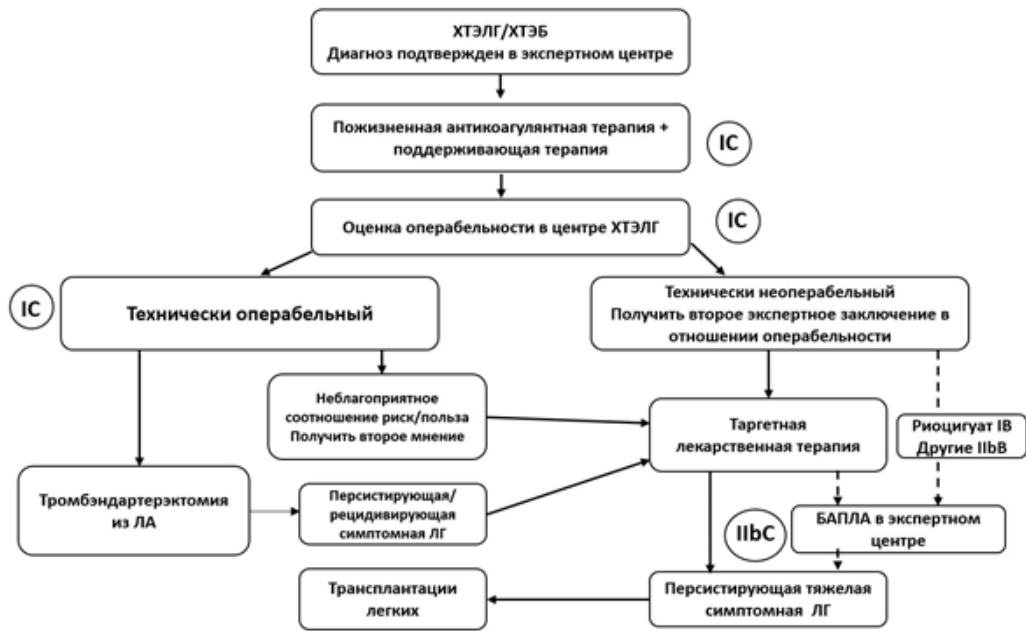 ХТЭЛГ/ХТЭБ
Диагноз подтвержден в экспертном центре
Пожизненная антикоагулянтная терапия +
поддерживающая терапия
IC
Оценка операбельности в центре ХТЭЛГ
IC
IC
Технически операбельный
Технически неоперабельный
Получить второе экспертное заключение в
отношении операбельности
Неблагоприятное
соотношение риск/польза
Получить второе мнение
Таргетная
лекарственная терапия
Риоцигуат IB
Другие IIbB
Тромбэндартерэктомия
из ЛА
Персистирующая/
рецидивирующая
симптомная ЛГ
IIbC
БАПЛА в экспертном
центре
Трансплантации
легких
Персистирующая тяжелая
симптомная ЛГ